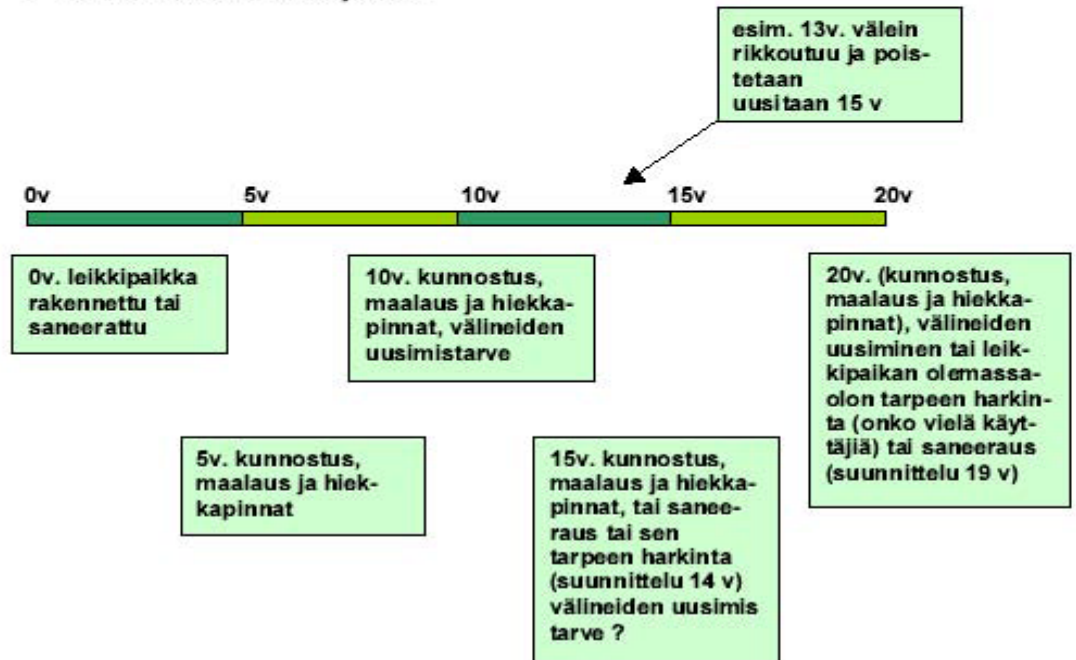 esim. 13v. välein
rikkoutuu ja pois-
tetaan
uusitaan 15 v
0v 5v 10v 15v 20v
0v. leikkipaikka
rakennettu tai
saneerattu
10v. kunnostus,
maalaus ja hiekka-
pinnat, välineiden
uusimistarve
20v. (kunnostus,
maalaus ja hiekka-
pinnat), välineiden
uusiminen tai leik-
kipaikan olemassa-
olon tarpeen harkin-
ta (onko vielä käyt-
täjiä) tai saneeraus
(suunnittelu 19 v)
5v. kunnostus,
maalaus ja hiek-
kapinnat
15v. kunnostus,
maalaus ja hiekka-
pinnat, tai sanee-
raus tai sen
tarpeen harkinta
(suunnittelu 14 v)
välineiden uusimis
tarve ?